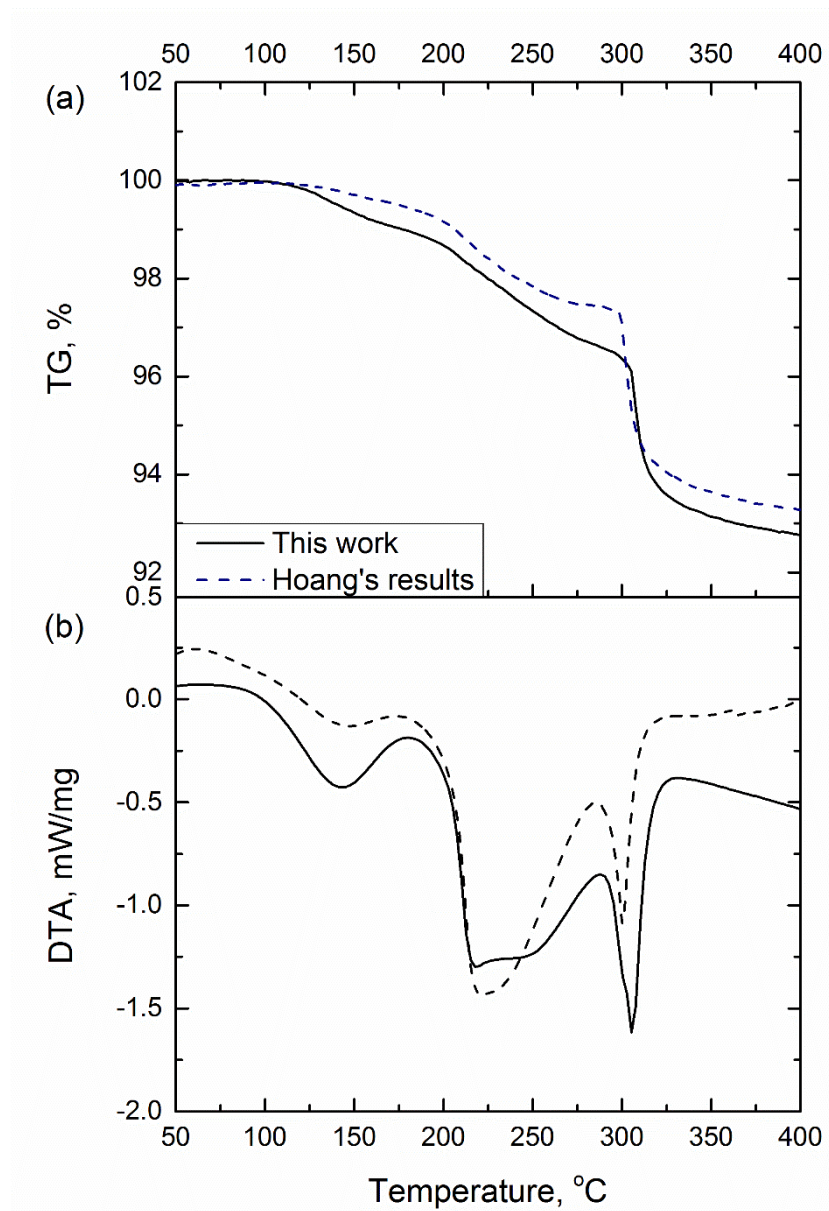 50 100 150 200 250 300 350 400
(a)
102
100
98
96
94
92
TG, %
This work
Hoang's results
(b)
0.5
0.0
-0.5
-1.0
-1.5
-2.0
DTA, mW/mg
50 100 150 200 250 300 350 400
Temperature, °C